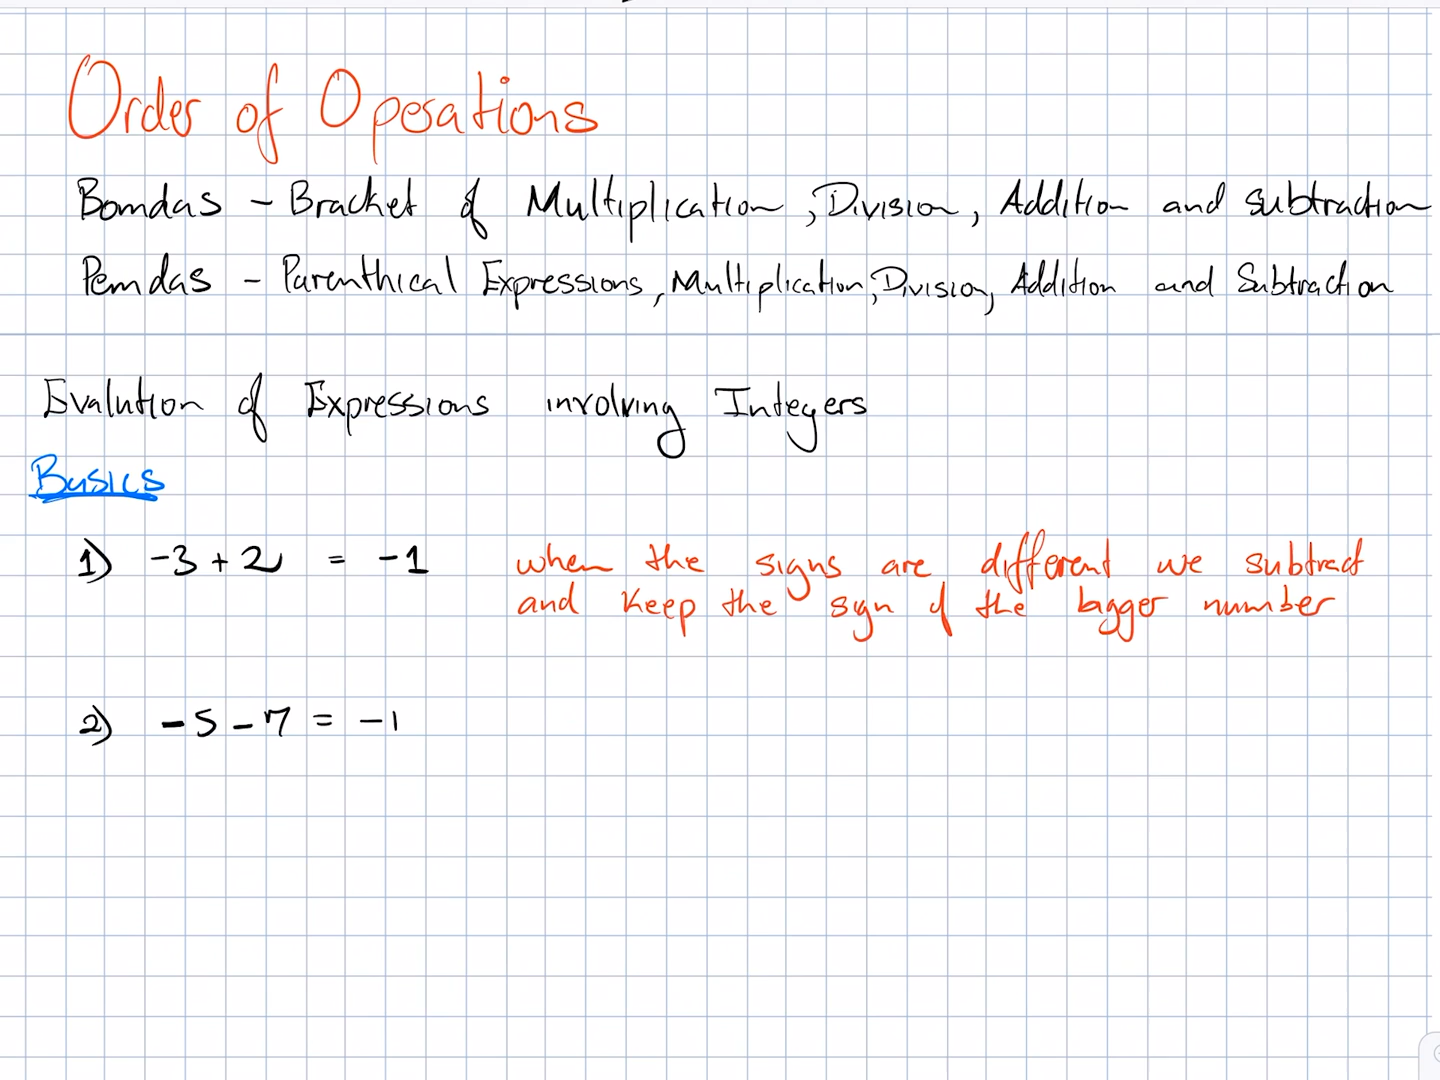 Order of Operations
Bomdas - Bracket of Multiplication, Division, Addition and subtraction
Pemdas - Parenthical Expressions, Multiplication, Division, Addition and Subtraction
Evalution of Expressions involving Integers
Basics
1) -3 + 2 = -1 when the signs are different we subtract
and keep the sign of the bigger number
2) -5 - 7 = -1